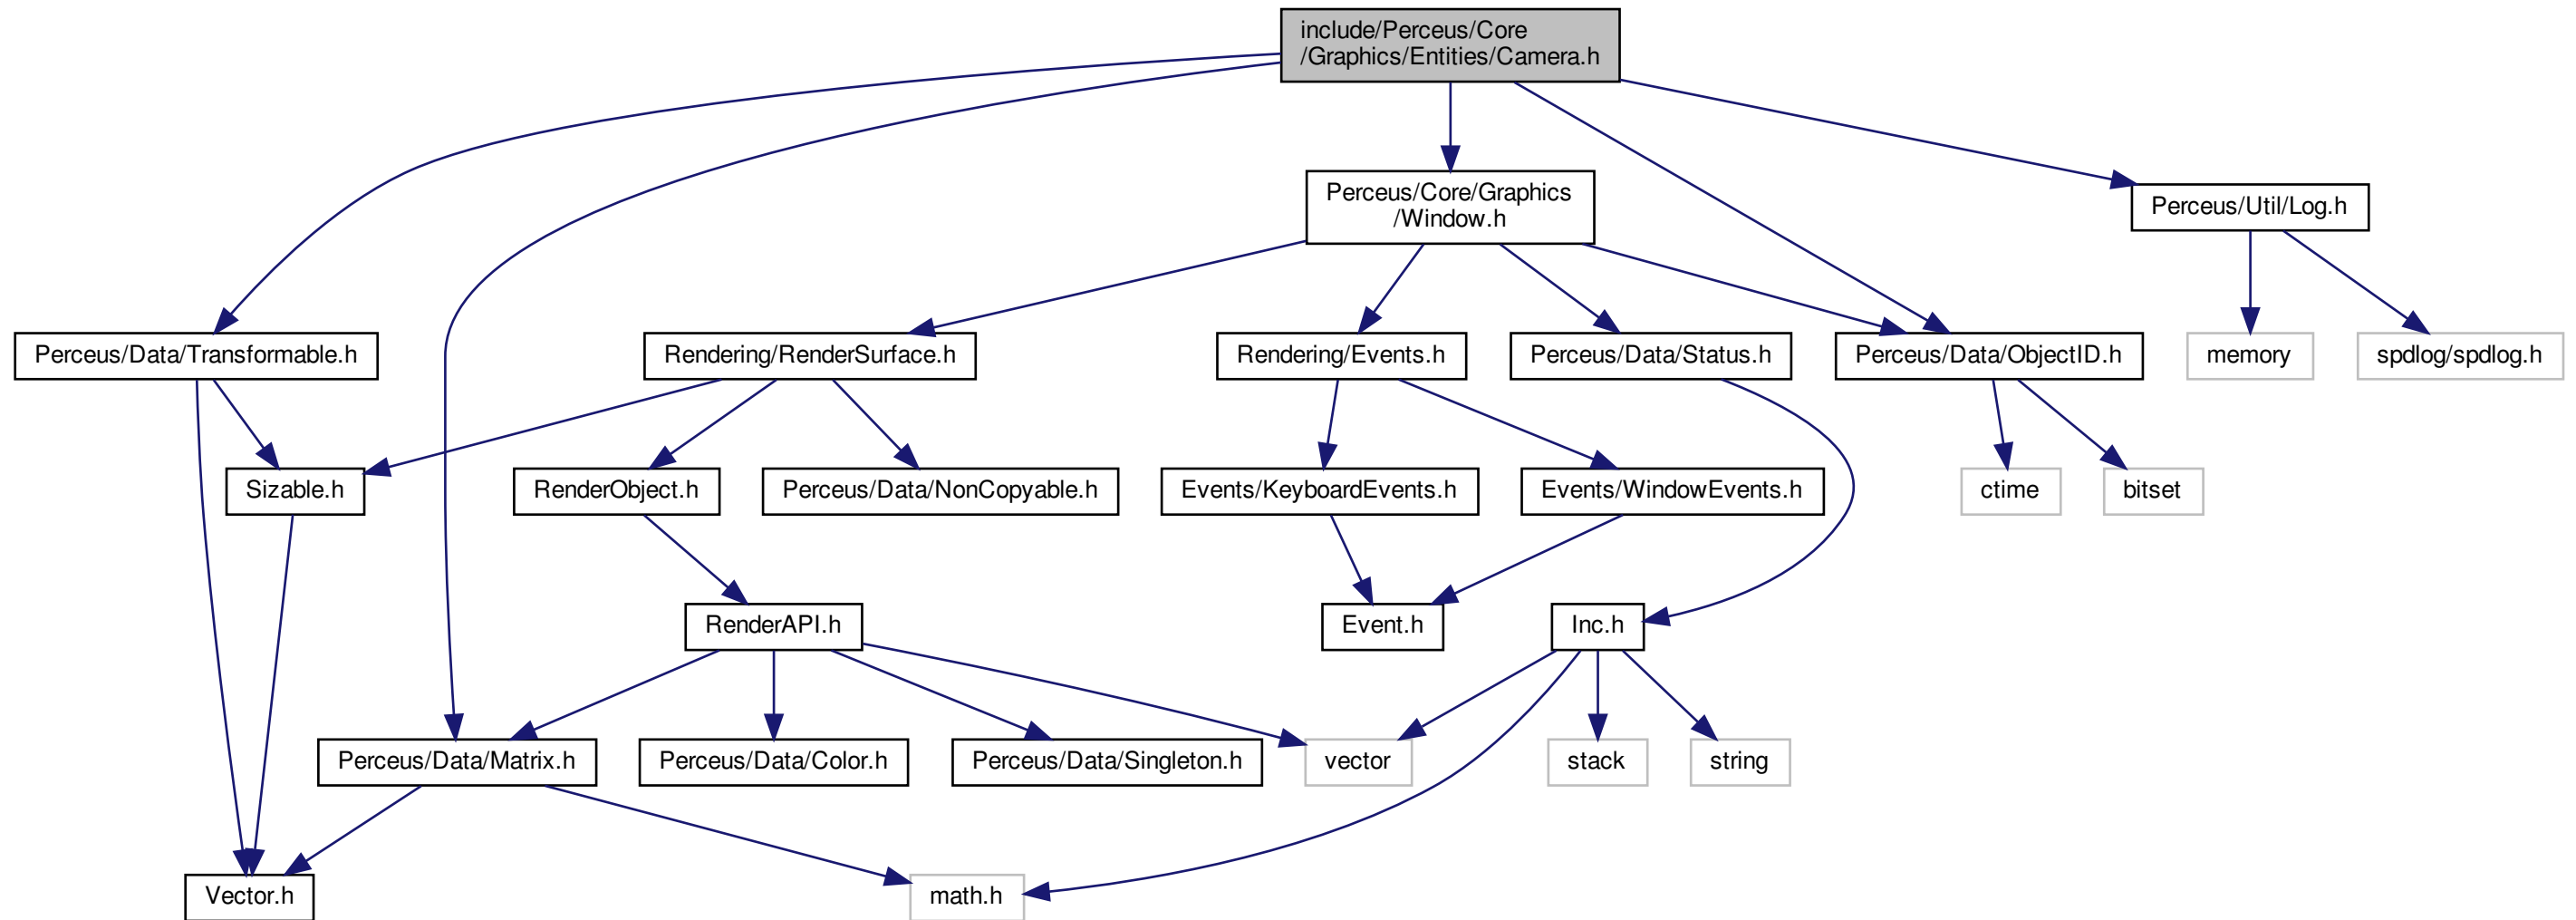 include/Perceus/Core
/Graphics/Entities/Camera.h
Perceus/Core/Graphics
/Window.h
Perceus/Util/Log.h
Perceus/Data/Transformable.h
Rendering/RenderSurface.h
Rendering/Events.h
Perceus/Data/Status.h
Perceus/Data/ObjectID.h
memory
spdlog/spdlog.h
Sizable.h
RenderObject.h
Perceus/Data/NonCopyable.h
Events/KeyboardEvents.h
Events/WindowEvents.h
ctime
bitset
RenderAPI.h
Event.h
Inc.h
Perceus/Data/Matrix.h
Perceus/Data/Color.h
Perceus/Data/Singleton.h
vector
stack
string
Vector.h
math.h